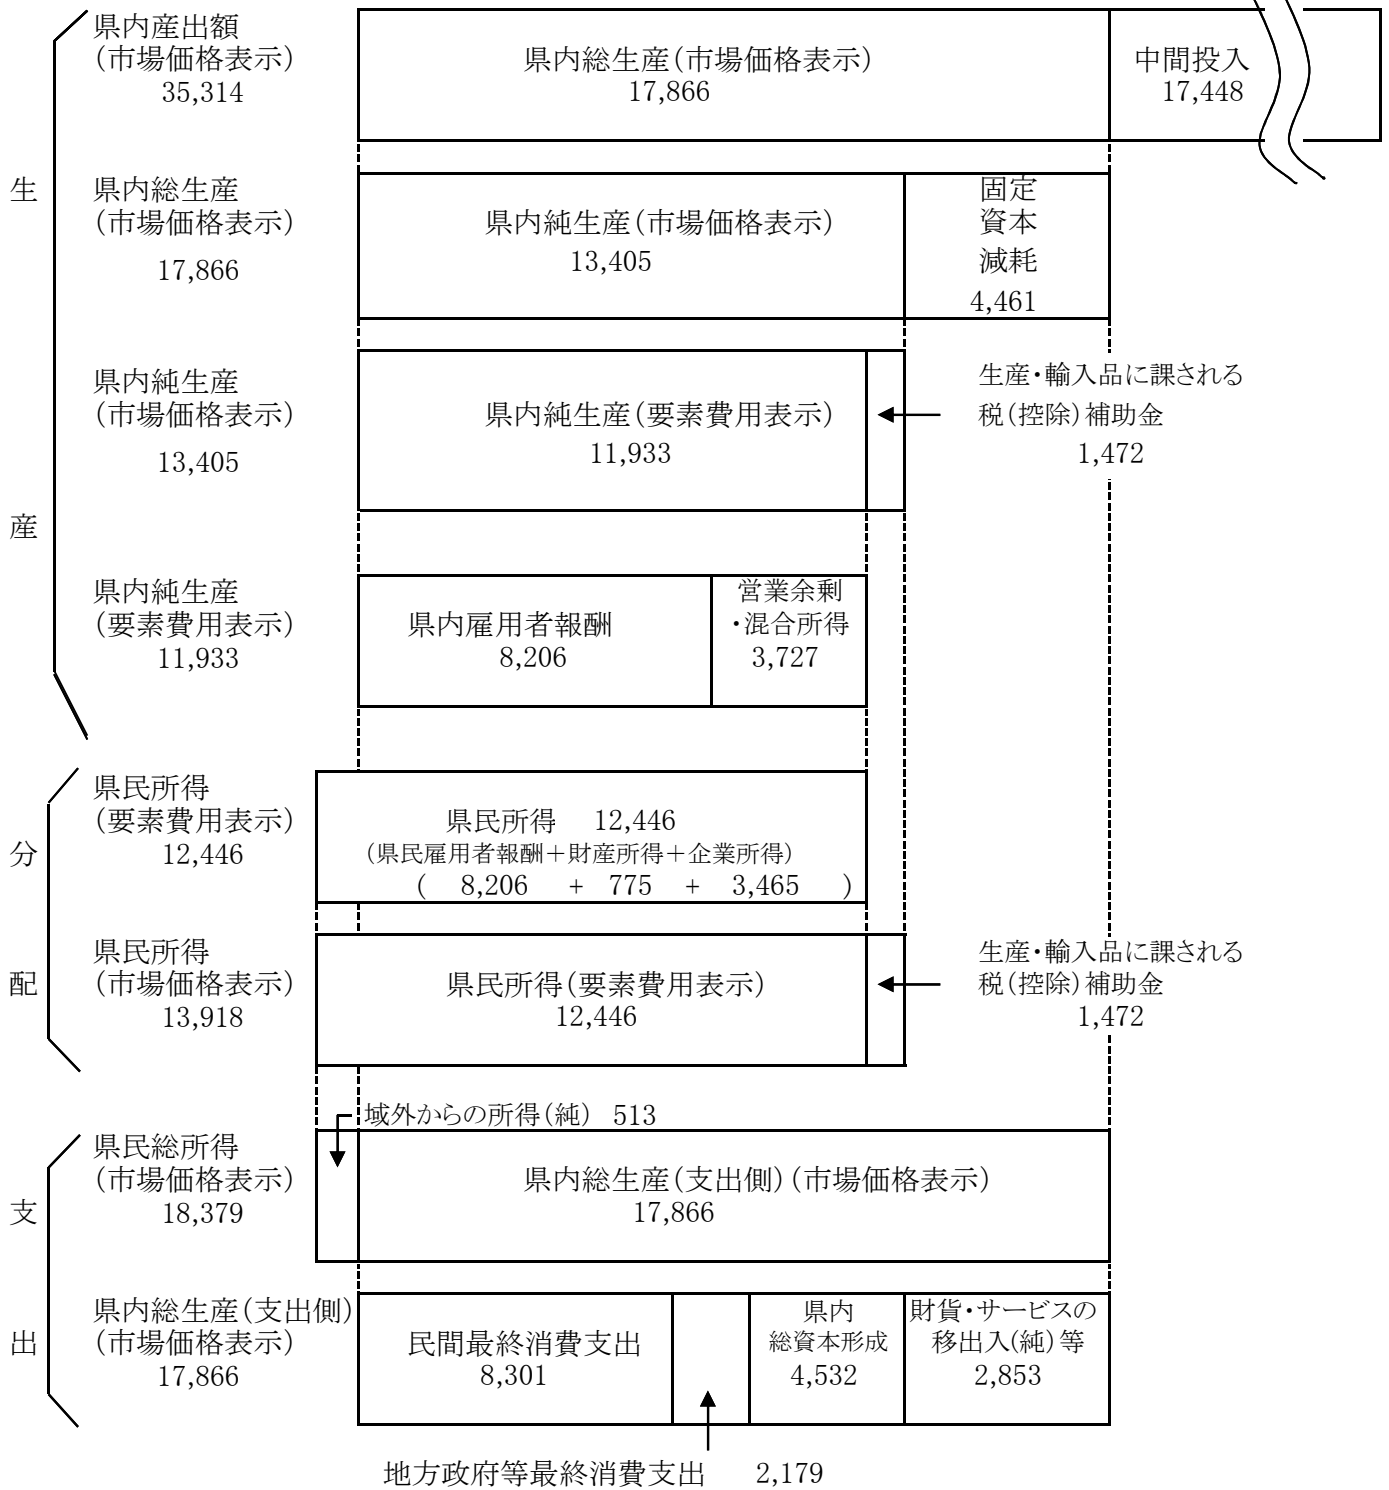 県内産出額
(市場価格表示)
35,314
県内総生産(市場価格表示)
17,866
中間投入
17,448
生
県内総生産
(市場価格表示)
17,866
県内純生産(市場価格表示)
13,405
固定
資本
減耗
4,461
県内純生産
(市場価格表示)
13,405
県内純生産(要素費用表示)
11,933
生産・輸入品に課される
税(控除)補助金
1,472
産
県内純生産
(要素費用表示)
11,933
県内雇用者報酬
8,206
営業余剰
・混合所得
3,727
県民所得
(要素費用表示)
12,446
県民所得 12,446
(県民雇用者報酬+財産所得+企業所得)
( 8,206 + 775 + 3,465 )
分
配
県民所得
(市場価格表示)
13,918
県民所得(要素費用表示)
12,446
生産・輸入品に課される
税(控除)補助金
1,472
域外からの所得(純) 513
県民総所得
(市場価格表示)
18,379
県内総生産(支出側)(市場価格表示)
17,866
支
出
県内総生産(支出側)
(市場価格表示)
17,866
民間最終消費支出
8,301
県内
総資本形成
4,532
財貨・サービスの
移出入(純)等
2,853
地方政府等最終消費支出 2,179